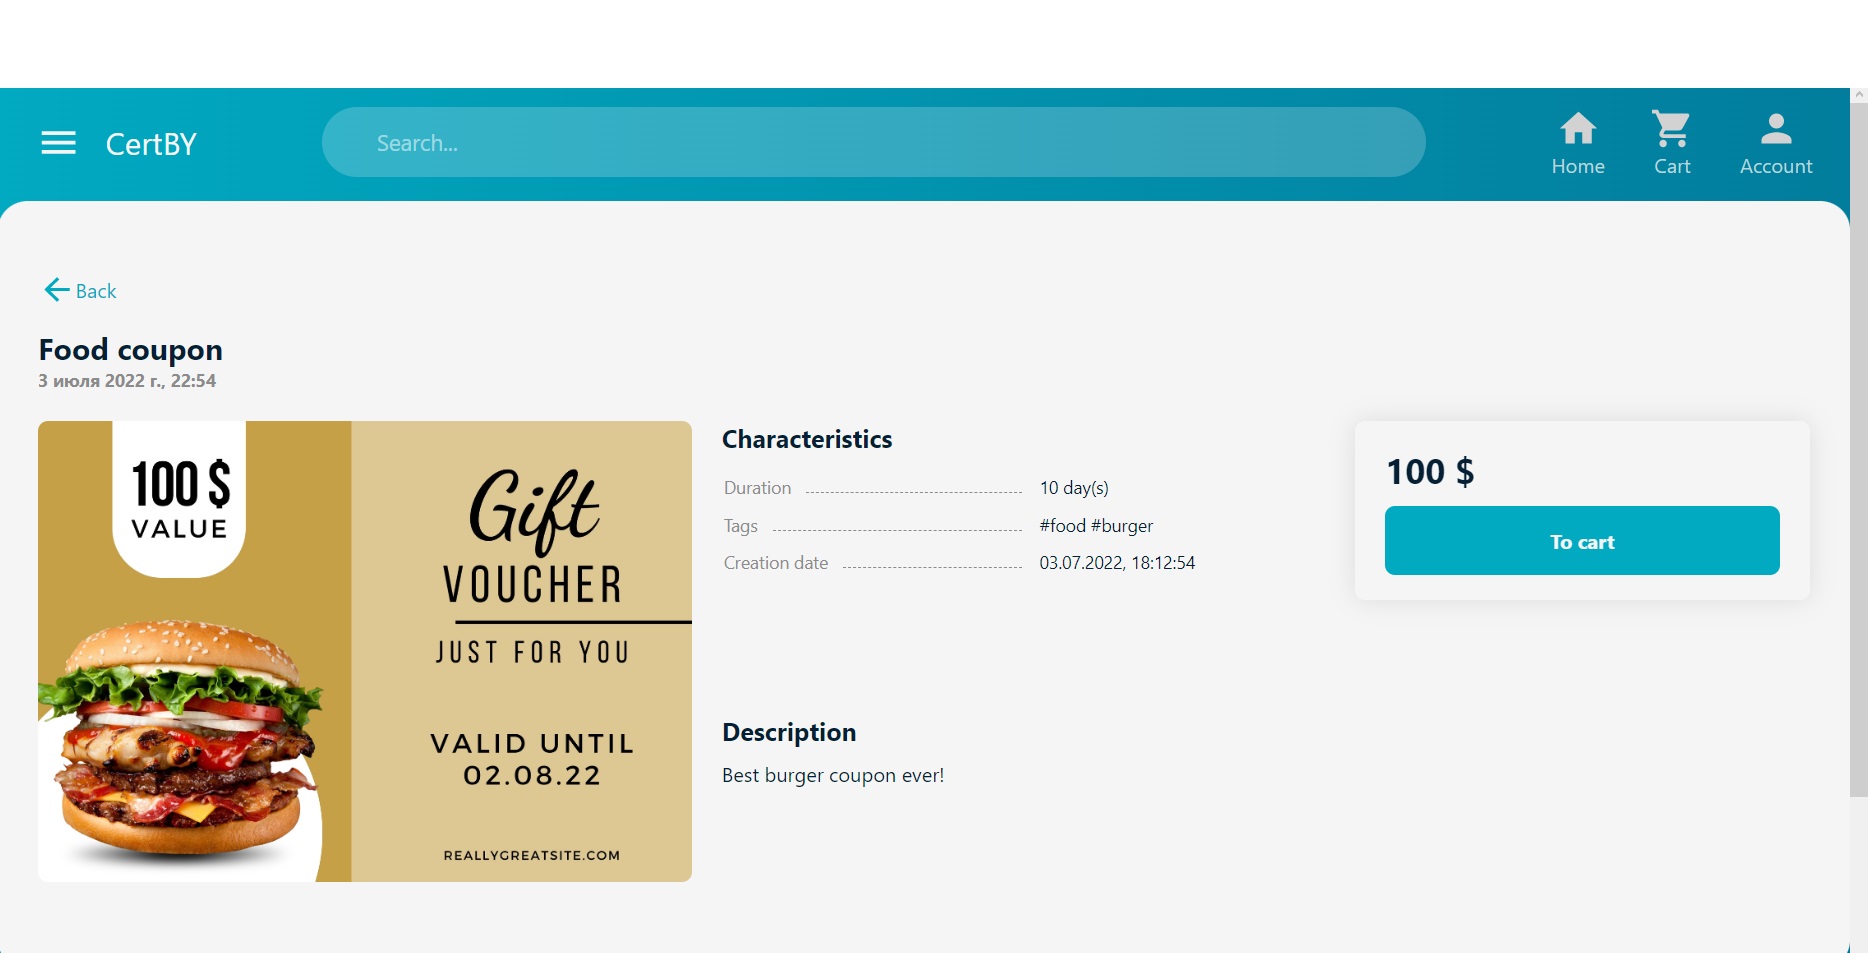 CertBY
Search...
Home
Cart
Account
Back
Food coupon
3 июля 2022 г., 22:54
100 $
VALUE
Gift
VOUCHER
JUST FOR YOU
VALID UNTIL
02.08.22
REALLYGREATSITE.COM
Characteristics
Duration 10 day(s)
Tags #food #burger
Creation date 03.07.2022, 18:12:54
Description
Best burger coupon ever!
100 $
To cart